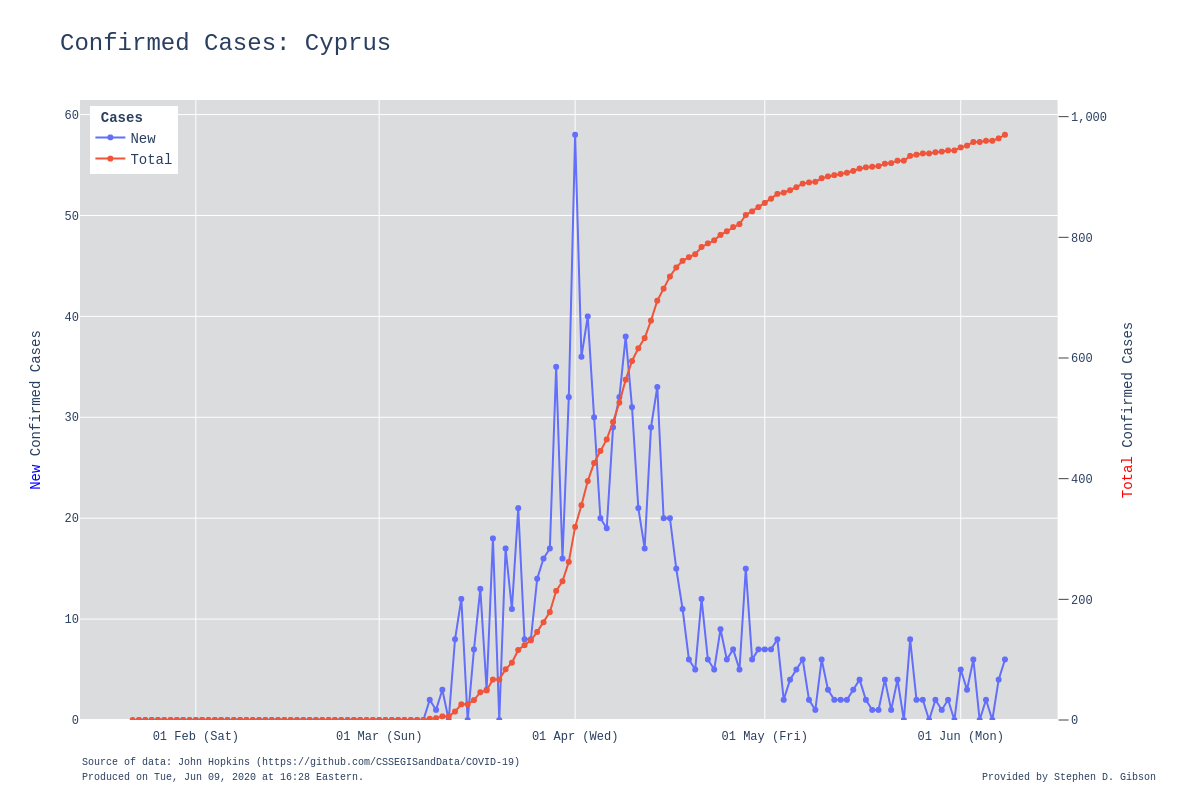 Confirmed Cases: Cyprus
Cases
New
Total
60
50
40
30
20
10
0
New Confirmed Cases
1,000
800
600
400
200
0
Total Confirmed Cases
01 Feb (Sat)
01 Mar (Sun)
01 Apr (Wed)
01 May (Fri)
01 Jun (Mon)
Source of data: John Hopkins (https://github.com/CSSEGISandData/COVID-19)
Produced on Tue, Jun 09, 2020 at 16:28 Eastern.
Provided by Stephen D. Gibson